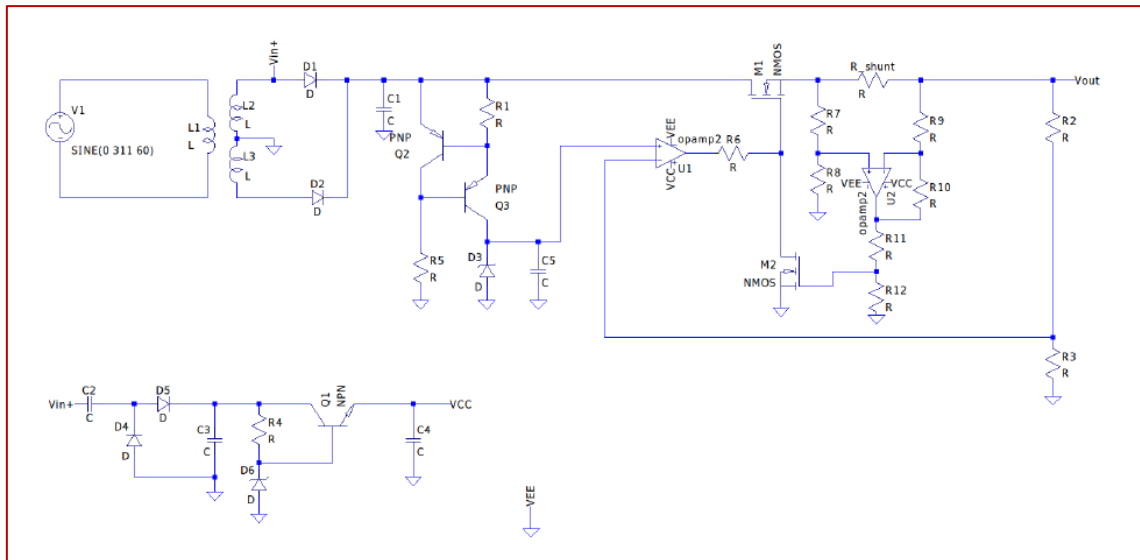 V1
SINE(0 311 60)
L1
L
L2
L
L3
L
Vin+
D1
D
D2
D
C1
C
PNP
Q2
R1
R
PNP
Q3
R5
R
D3
D
C5
C
VEE
opamp2
VCC
U1
R6
R
M1
NMOS
M2
NMOS
R_shunt
R
R7
R
R8
R
R9
R
VEE
VCC
opamp2
U2
R10
R
R11
R
R12
R
Vout
R2
R
R3
R
Vin+
C2
C
D5
D
D4
D
C3
C
R4
R
D6
D
Q1
NPN
C4
C
VCC
VEE